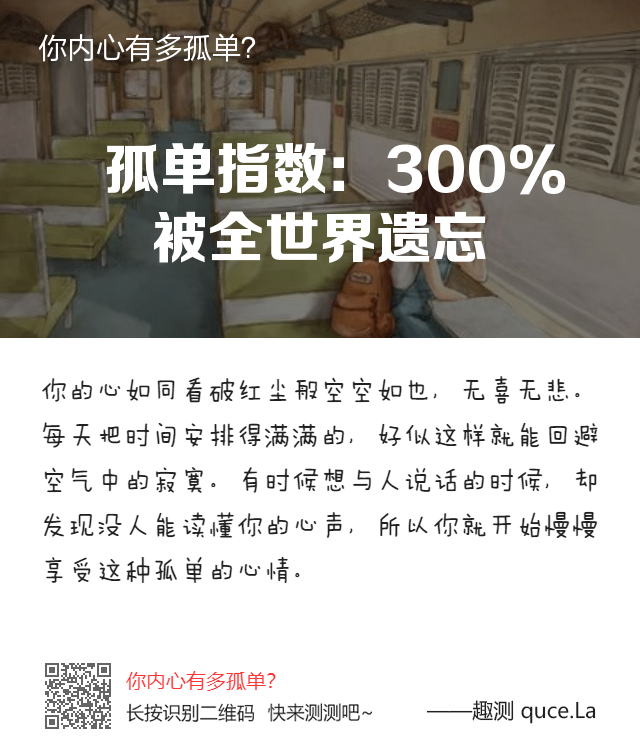 你内心有多孤单?
孤单指数: 300%
被全世界遗忘
你的心如同看破红尘般空空如也, 无喜无悲。
每天把时间安排得满满的, 好似这样就能回避
空气中的寂寞。有时候想与人说话的时候, 却
发现没人能读懂你的心声, 所以你就开始慢慢
享受这种孤单的心情。
你内心有多孤单?
长按识别二维码 快来测测吧~
——趣测 quce.La